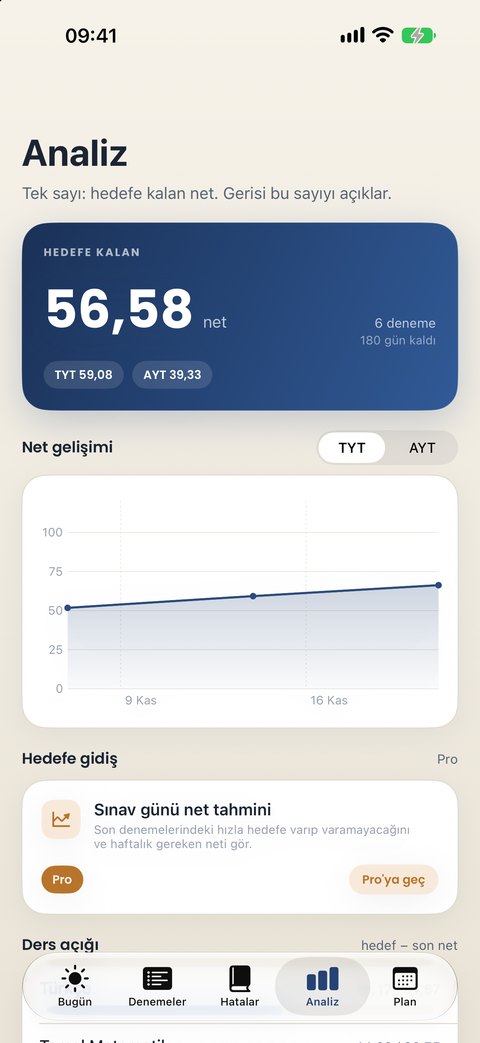 09:41
Analiz
Tek sayı: hedefe kalan net. Gerisi bu sayıyı açıklar.
HEDEFE KALAN
56,58 net
6 deneme
180 gün kaldı
TYT 59,08
AYT 39,33
Net gelişimi
TYT
AYT
100
75
50
25
0
9 Kas
16 Kas
Hedefe gidiş
Pro
Sınav günü net tahmini
Son denemelerindeki hızla hedefe varıp varamayacağını
ve haftalık gereken neti gör.
Pro
Pro'ya geç
Ders açığı
hedef – son net
Bugün
Denemeler
Hatalar
Analiz
Plan